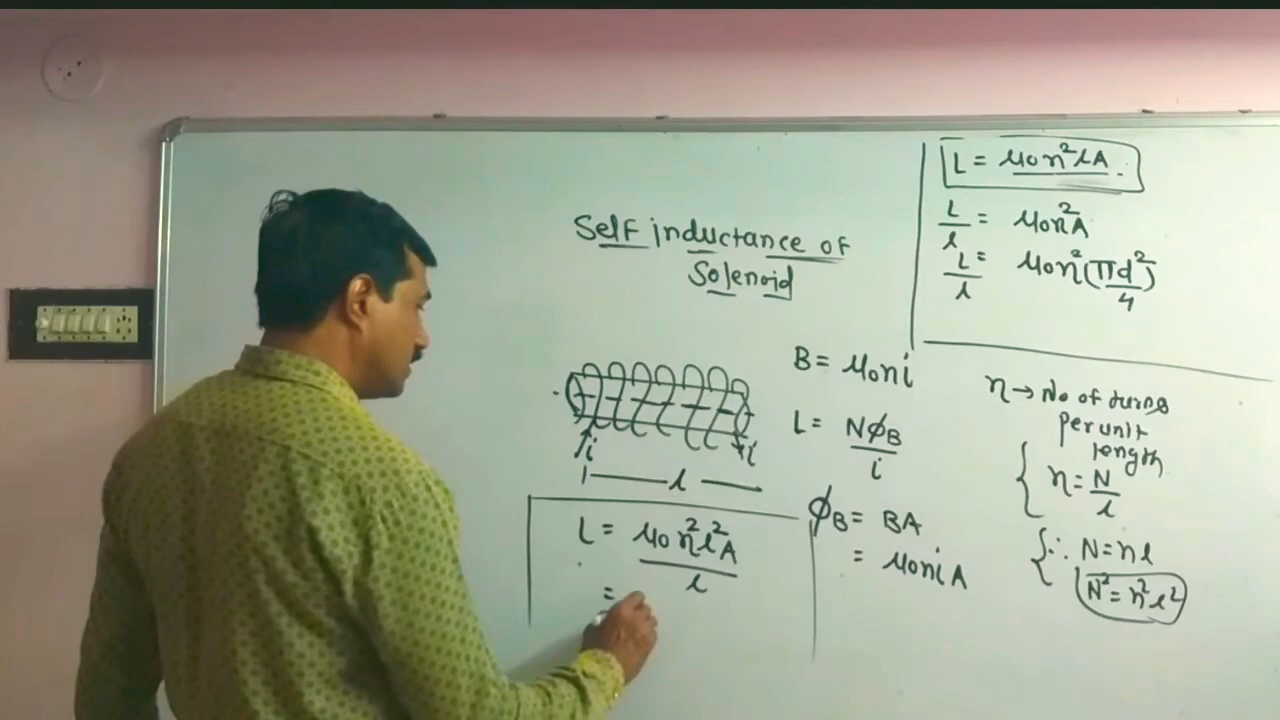 Self inductance of
Solenoid
i
i
l
L = μ₀n²l²A
l
=
B = μ₀ni
L = NϕB
i
ϕB = BA
= μ₀niA
L = μ₀n²lA.
L/l = μ₀n²A
L/l = μ₀n²(πd²/4)
n → No of turns
per unit
length
n = N
l
∴ N = nl
N² = n²l²